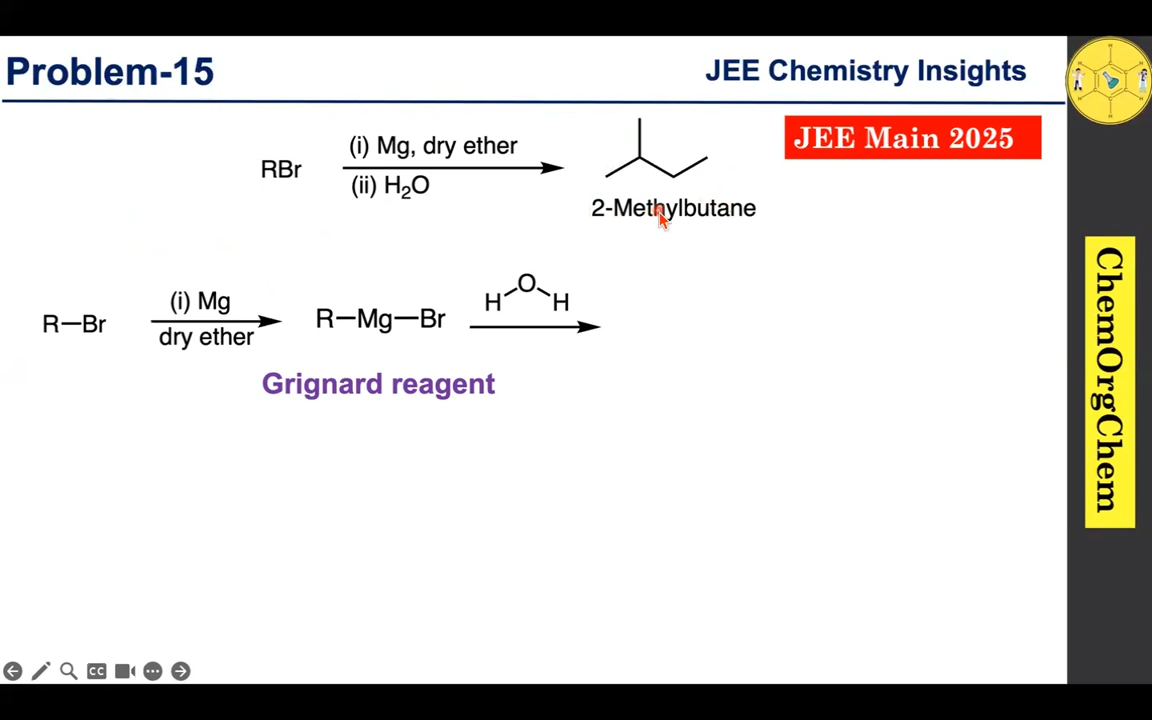 Problem-15
JEE Chemistry Insights
JEE Main 2025
RBr
(i) Mg, dry ether
(ii) H₂O
2-Methylbutane
R–Br
(i) Mg
dry ether
R–Mg–Br
H O H
Grignard reagent
ChemOrgChem
CC